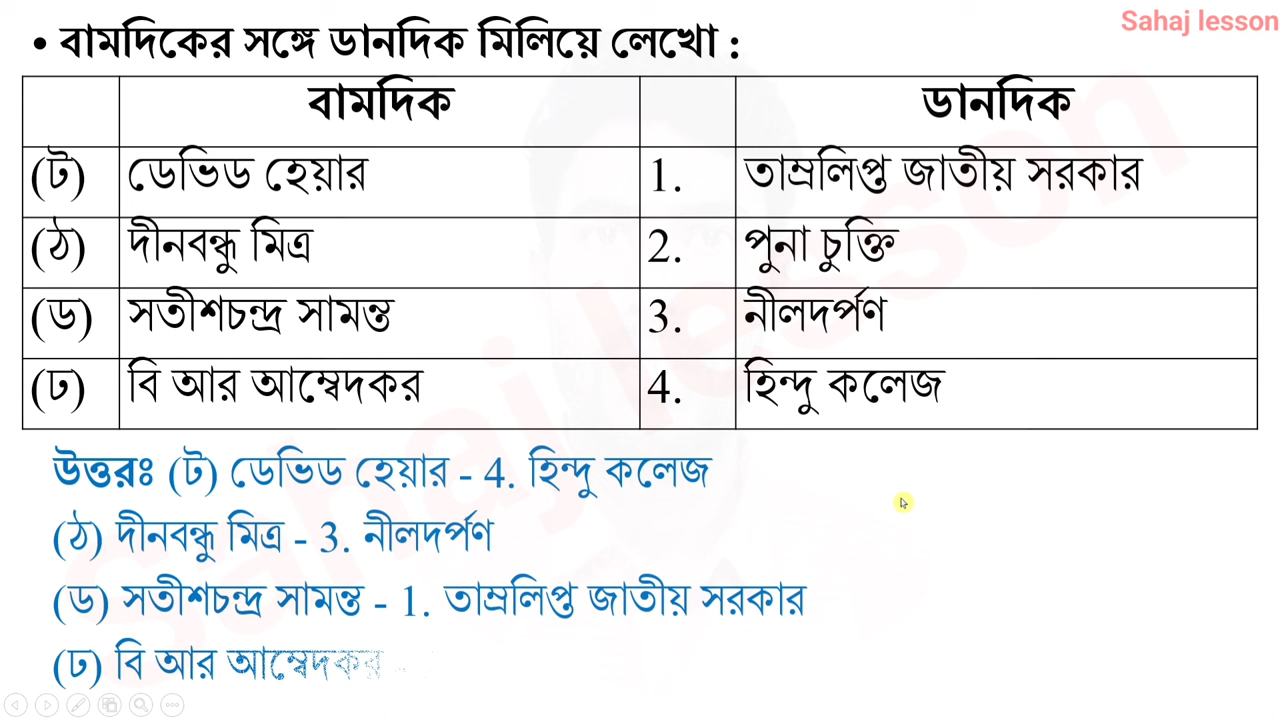 Sahaj lesson
• বামদিকের সঙ্গে ডানদিক মিলিয়ে লেখো :
বামদিক ডানদিক
(ট) ডেভিড হেয়ার 1. তাম্রলিপ্ত জাতীয় সরকার
(ঠ) দীনবন্ধু মিত্র 2. পুনা চুক্তি
(ড) সতীশচন্দ্র সামন্ত 3. নীলদর্পণ
(ঢ) বি আর আম্বেদকর 4. হিন্দু কলেজ
উত্তরঃ (ট) ডেভিড হেয়ার - 4. হিন্দু কলেজ
(ঠ) দীনবন্ধু মিত্র - 3. নীলদর্পণ
(ড) সতীশচন্দ্র সামন্ত - 1. তাম্রলিপ্ত জাতীয় সরকার
(ঢ) বি আর আম্বেদকর -
Sahaj lesson